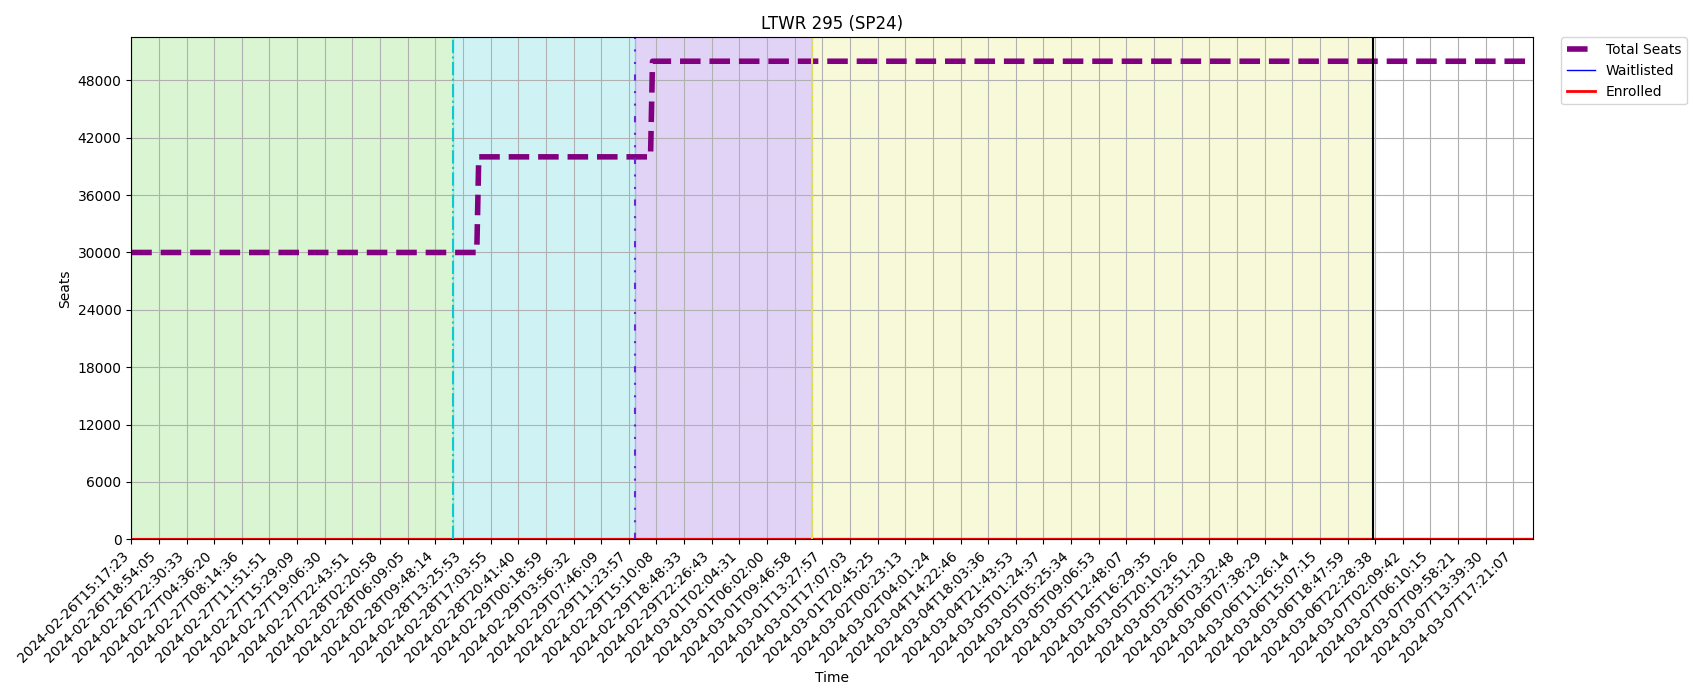 LTWR 295 (SP24)
Total Seats
Waitlisted
Enrolled
48000
42000
36000
30000
24000
18000
12000
6000
0
Seats
2024-02-26T15:17:23
2024-02-26T18:54:05
2024-02-26T22:30:33
2024-02-27T04:36:20
2024-02-27T08:14:36
2024-02-27T11:51:51
2024-02-27T15:29:09
2024-02-27T19:06:30
2024-02-27T22:43:51
2024-02-28T02:20:58
2024-02-28T06:09:05
2024-02-28T09:48:14
2024-02-28T13:25:53
2024-02-28T17:03:55
2024-02-28T20:41:40
2024-02-29T00:18:59
2024-02-29T03:56:32
2024-02-29T07:46:09
2024-02-29T11:23:57
2024-02-29T15:10:08
2024-02-29T18:48:33
2024-02-29T22:26:43
2024-03-01T02:04:31
2024-03-01T06:02:00
2024-03-01T09:46:58
2024-03-01T13:27:57
2024-03-01T17:07:03
2024-03-01T20:45:25
2024-03-02T00:23:13
2024-03-02T04:01:24
2024-03-04T14:22:46
2024-03-04T18:03:36
2024-03-04T21:43:53
2024-03-05T01:24:37
2024-03-05T05:25:34
2024-03-05T09:06:53
2024-03-05T12:48:07
2024-03-05T16:29:35
2024-03-05T20:10:26
2024-03-05T23:51:20
2024-03-06T03:32:48
2024-03-06T07:38:29
2024-03-06T11:26:14
2024-03-06T15:07:15
2024-03-06T18:47:59
2024-03-06T22:28:38
2024-03-07T02:09:42
2024-03-07T06:10:15
2024-03-07T09:58:21
2024-03-07T13:39:30
2024-03-07T17:21:07
Time